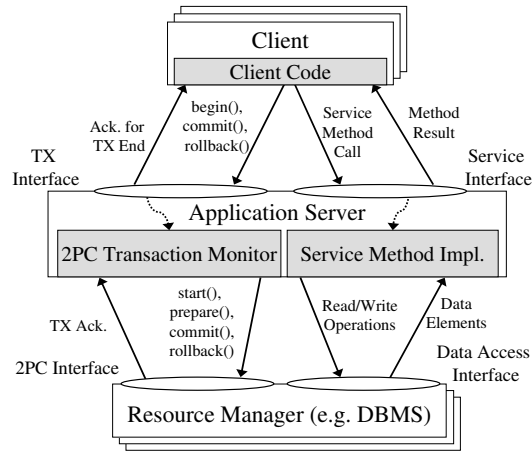 Client
Client Code
Ack. for
TX End
begin(),
commit(),
rollback()
Service
Method
Call
Method
Result
TX
Interface
Service
Interface
Application Server
2PC Transaction Monitor
Service Method Impl.
TX Ack.
start(),
prepare(),
commit(),
rollback()
Read/Write
Operations
Data
Elements
2PC Interface
Data Access
Interface
Resource Manager (e.g. DBMS)